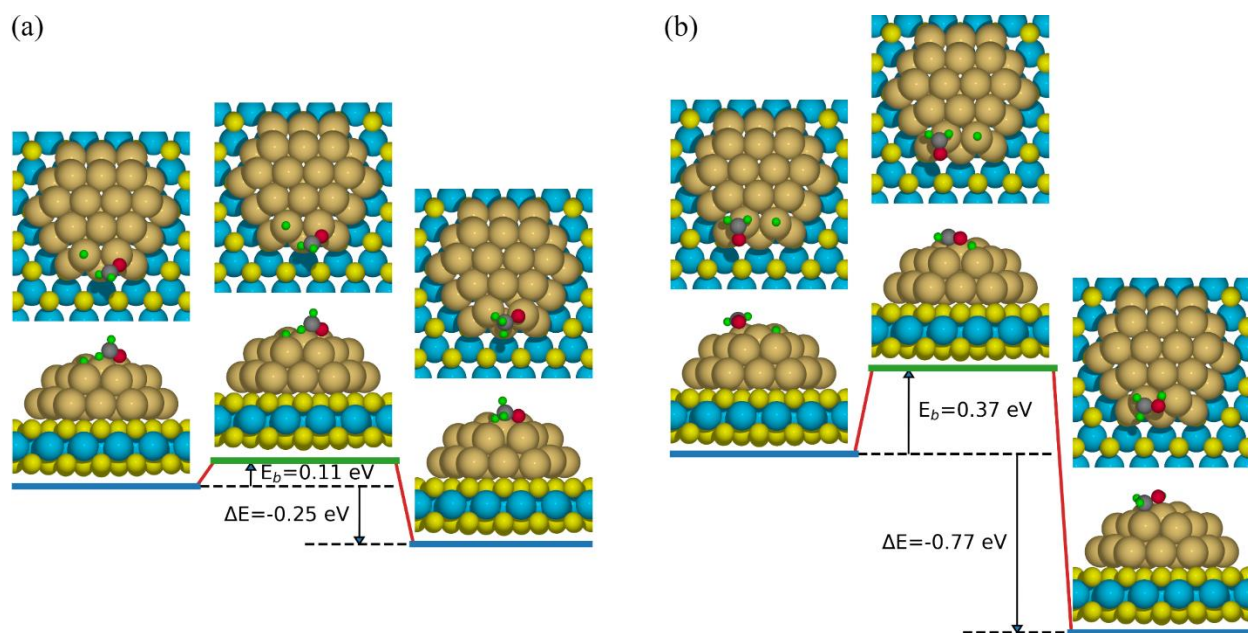 (a)
E_b=0.11 eV
ΔE=-0.25 eV
(b)
E_b=0.37 eV
ΔE=-0.77 eV